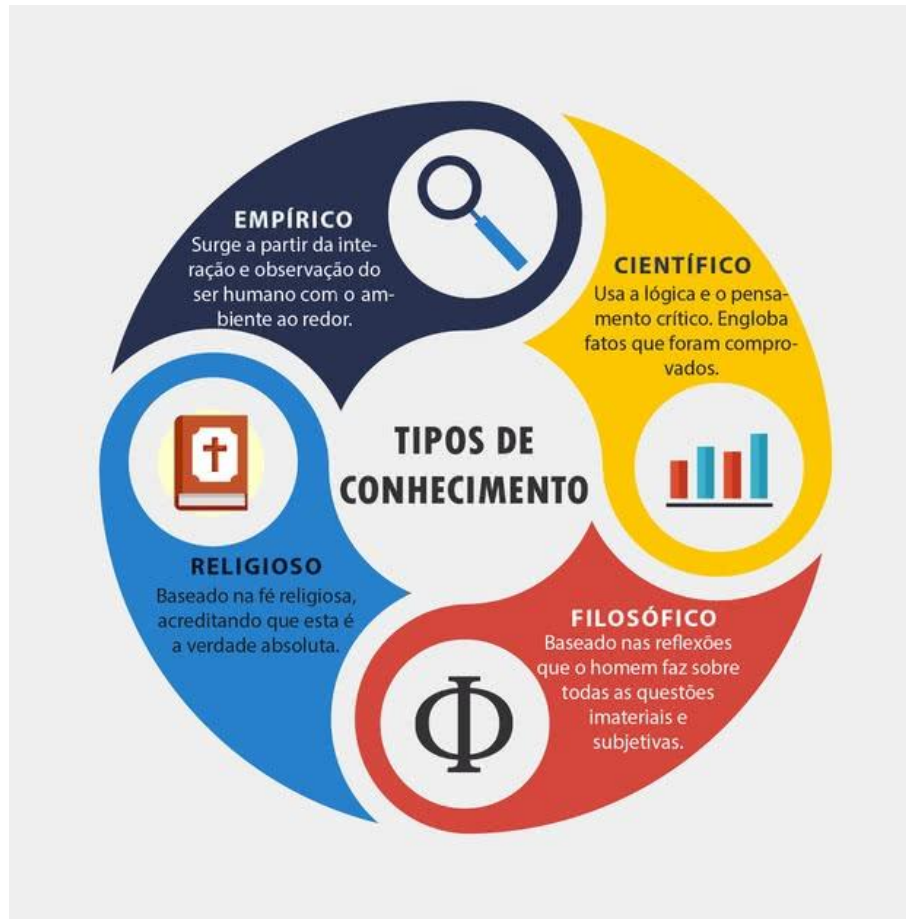 EMPÍRICO
Surge a partir da inte-
ração e observação do
ser humano com o am-
biente ao redor.
CIENTÍFICO
Usa a lógica e o pensa-
mento crítico. Engloba
fatos que foram compro-
vados.
TIPOS DE
CONHECIMENTO
RELIGIOSO
Baseado na fé religiosa,
acreditando que esta é
a verdade absoluta.
FILOSÓFICO
Baseado nas reflexões
que o homem faz sobre
todas as questões
imateriais e
subjetivas.
Φ